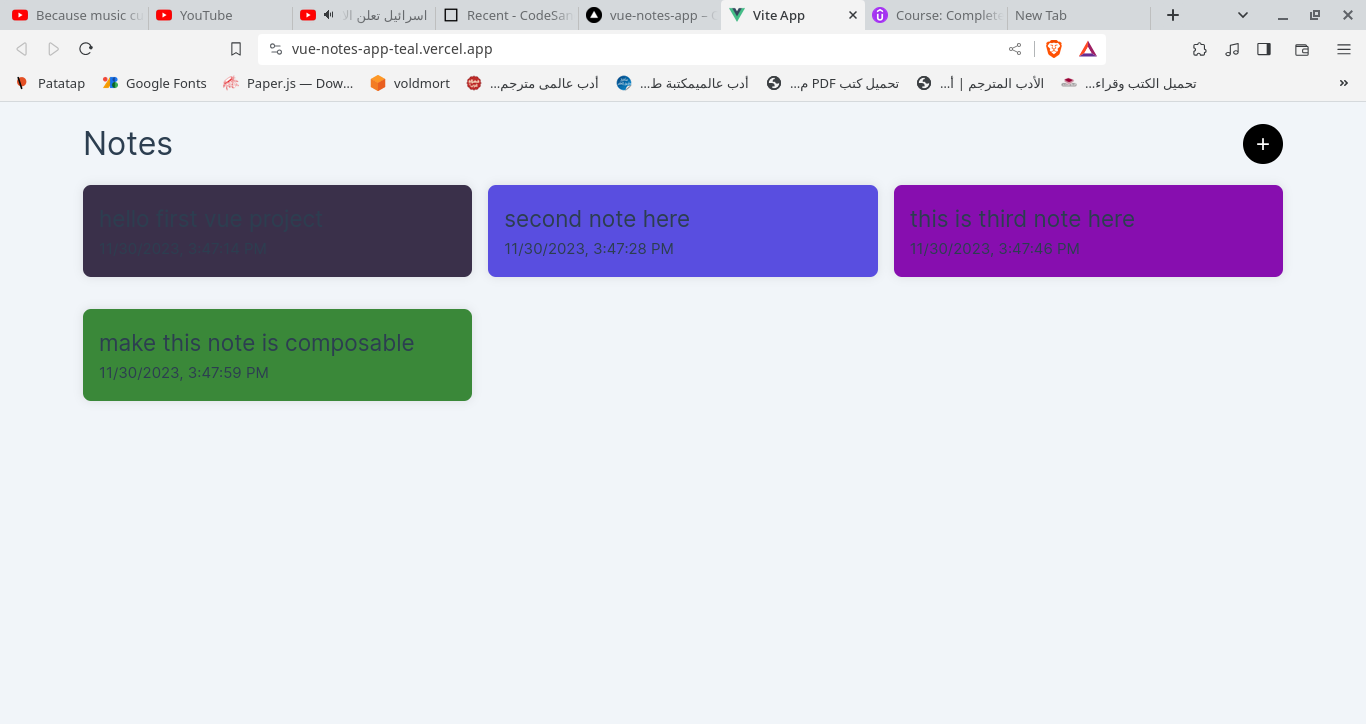 Because music cu
YouTube
اسرائيل تعلن الا
Recent - CodeSan
vue-notes-app –
Vite App
Course: Complete
New Tab
vue-notes-app-teal.vercel.app
Patatap
Google Fonts
Paper.js — Dow...
voldmort
أدب عالمى مترجم...
أدب عالميمكتبة ط...
تحميل كتب PDF م...
الأدب المترجم | أ...
تحميل الكتب وقراء...
Notes
hello first vue project
11/30/2023, 3:47:14 PM
second note here
11/30/2023, 3:47:28 PM
this is third note here
11/30/2023, 3:47:46 PM
make this note is composable
11/30/2023, 3:47:59 PM